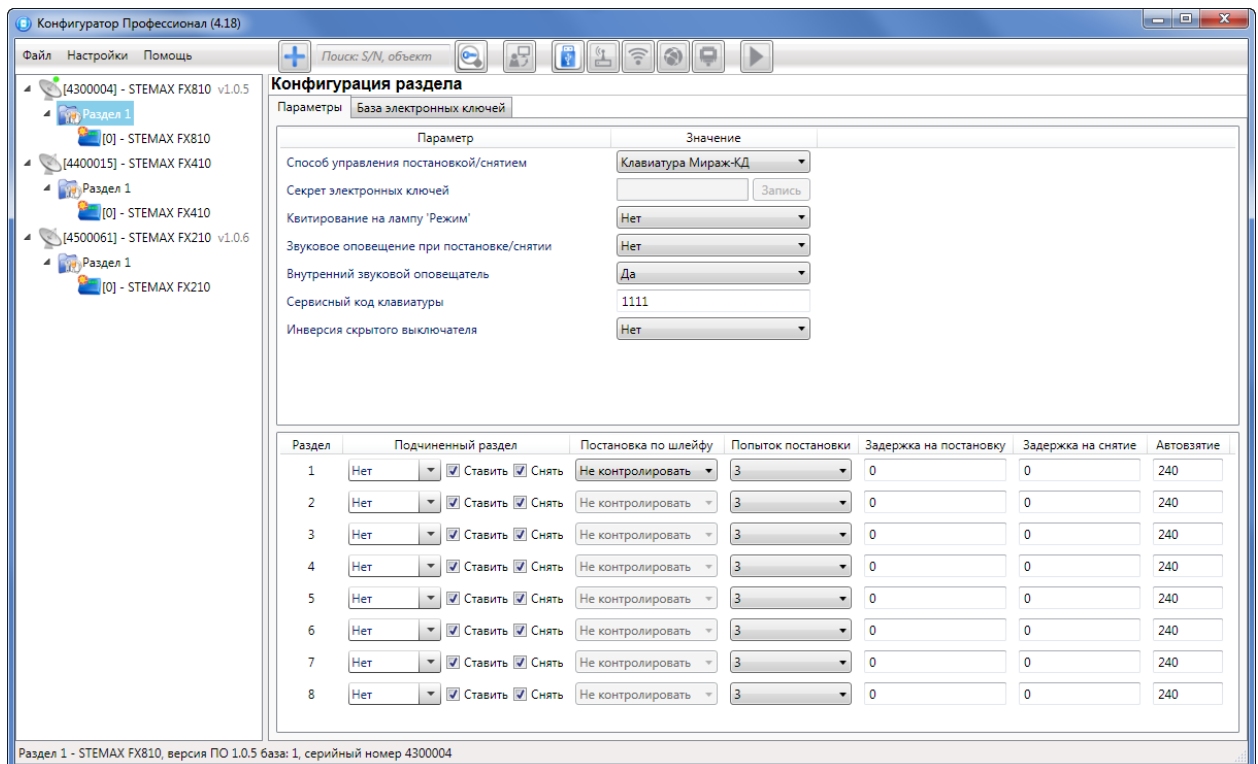 Конфигуратор Профессионал (4.18)
Файл Настройки Помощь Поиск: S/N, объект
[4300004] - STEMAX FX810 v1.0.5
Раздел 1
[0] - STEMAX FX810
[4400015] - STEMAX FX410
Раздел 1
[0] - STEMAX FX410
[4500061] - STEMAX FX210 v1.0.6
Раздел 1
[0] - STEMAX FX210
Конфигурация раздела
Параметры База электронных ключей
Параметр Значение
Способ управления постановкой/снятием Клавиатура Мираж-КД
Секрет электронных ключей Запись
Квитирование на лампу 'Режим' Нет
Звуковое оповещение при постановке/снятии Нет
Внутренний звуковой оповещатель Да
Сервисный код клавиатуры 1111
Инверсия скрытого выключателя Нет
Раздел Подчиненный раздел Постановка по шлейфу Попыток постановки Задержка на постановку Задержка на снятие Автовзятие
1 Нет Ставить Снять Не контролировать 3 0 0 240
2 Нет Ставить Снять Не контролировать 3 0 0 240
3 Нет Ставить Снять Не контролировать 3 0 0 240
4 Нет Ставить Снять Не контролировать 3 0 0 240
5 Нет Ставить Снять Не контролировать 3 0 0 240
6 Нет Ставить Снять Не контролировать 3 0 0 240
7 Нет Ставить Снять Не контролировать 3 0 0 240
8 Нет Ставить Снять Не контролировать 3 0 0 240
Раздел 1 - STEMAX FX810, версия ПО 1.0.5 база: 1, серийный номер 4300004